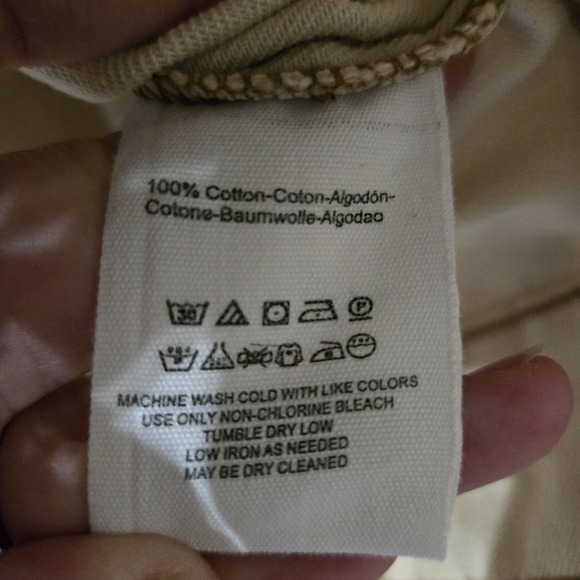 100% Cotton-Coton-Algodón-
Cotone-Baumwolle-Algodao
30
P
MACHINE WASH COLD WITH LIKE COLORS
USE ONLY NON-CHLORINE BLEACH
TUMBLE DRY LOW
LOW IRON AS NEEDED
MAY BE DRY CLEANED